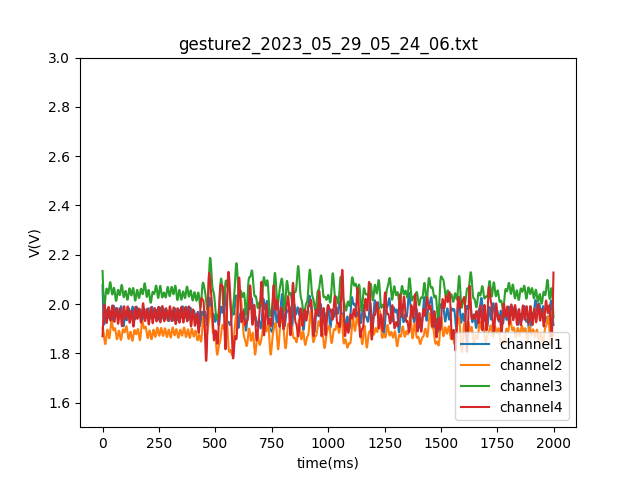 gesture2_2023_05_29_05_24_06.txt
V(V)
3.0
2.8
2.6
2.4
2.2
2.0
1.8
1.6
channel1
channel2
channel3
channel4
0 250 500 750 1000 1250 1500 1750 2000
time(ms)